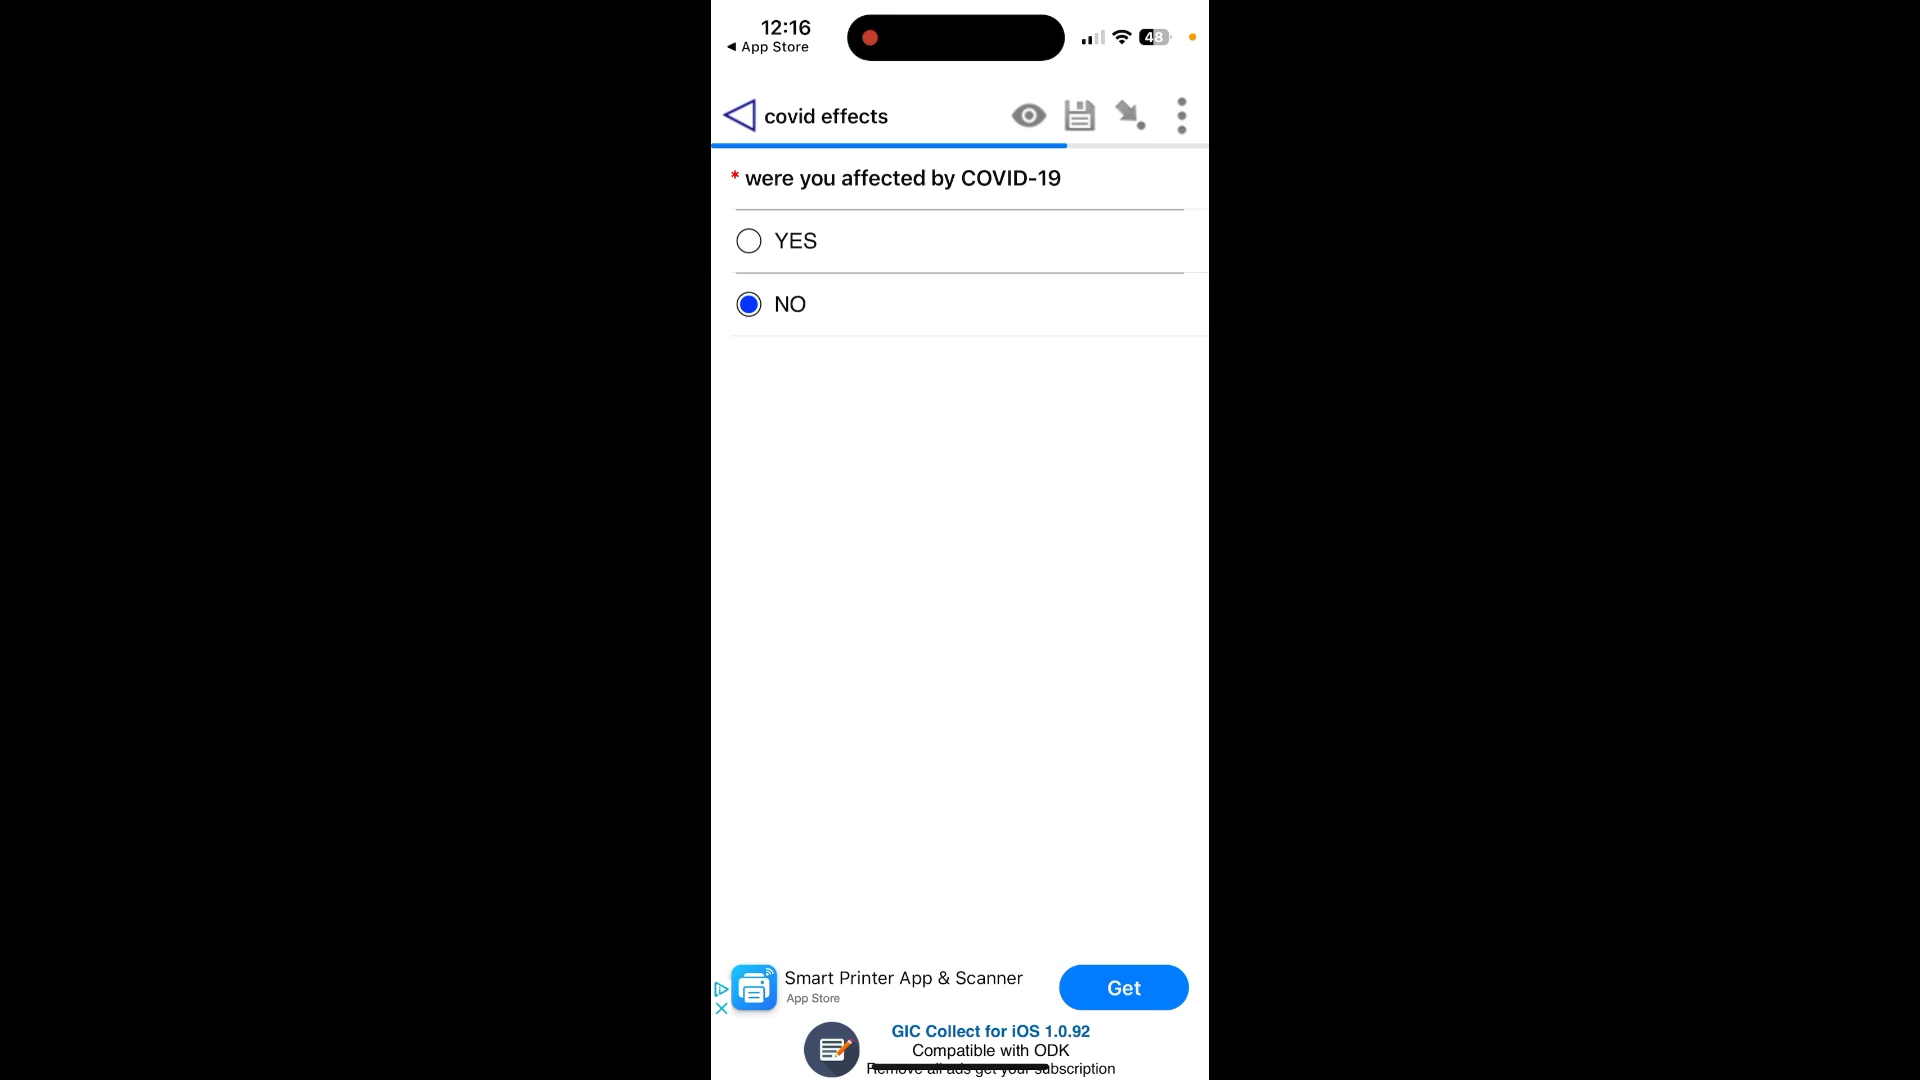 12:16
◀ App Store
48
covid effects
* were you affected by COVID-19
YES
NO
Smart Printer App & Scanner
App Store
Get
GIC Collect for iOS 1.0.92
Compatible with ODK
Remove all ads get your subscription